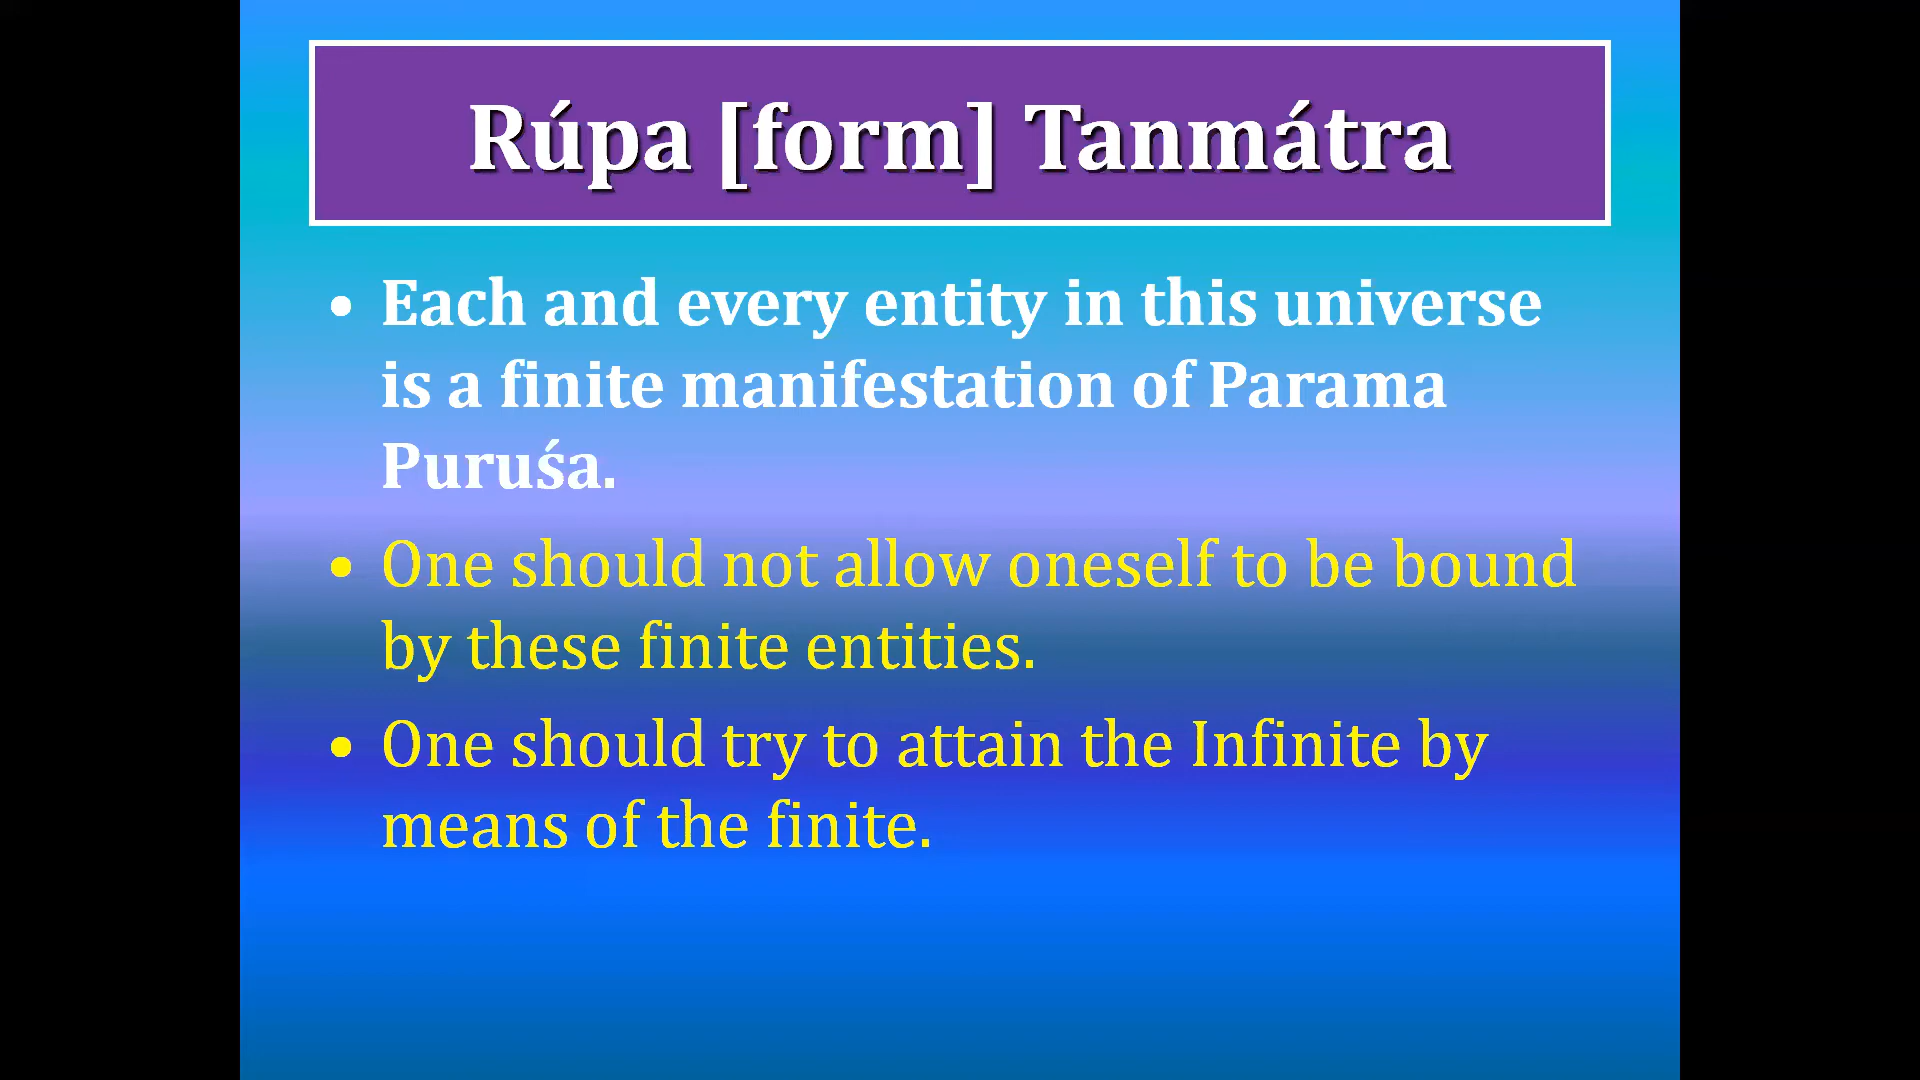 Rúpa [form] Tanmátra
• Each and every entity in this universe
is a finite manifestation of Parama
Puruśa.
• One should not allow oneself to be bound
by these finite entities.
• One should try to attain the Infinite by
means of the finite.